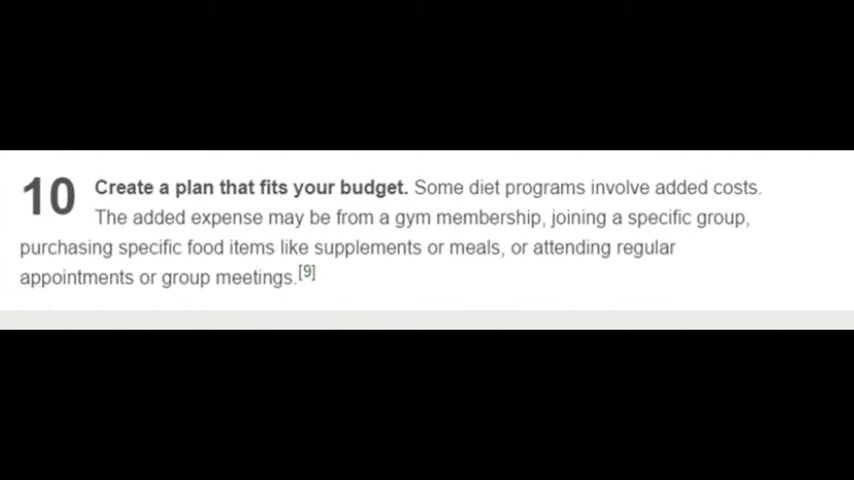 10 Create a plan that fits your budget. Some diet programs involve added costs.
The added expense may be from a gym membership, joining a specific group,
purchasing specific food items like supplements or meals, or attending regular
appointments or group meetings.[9]